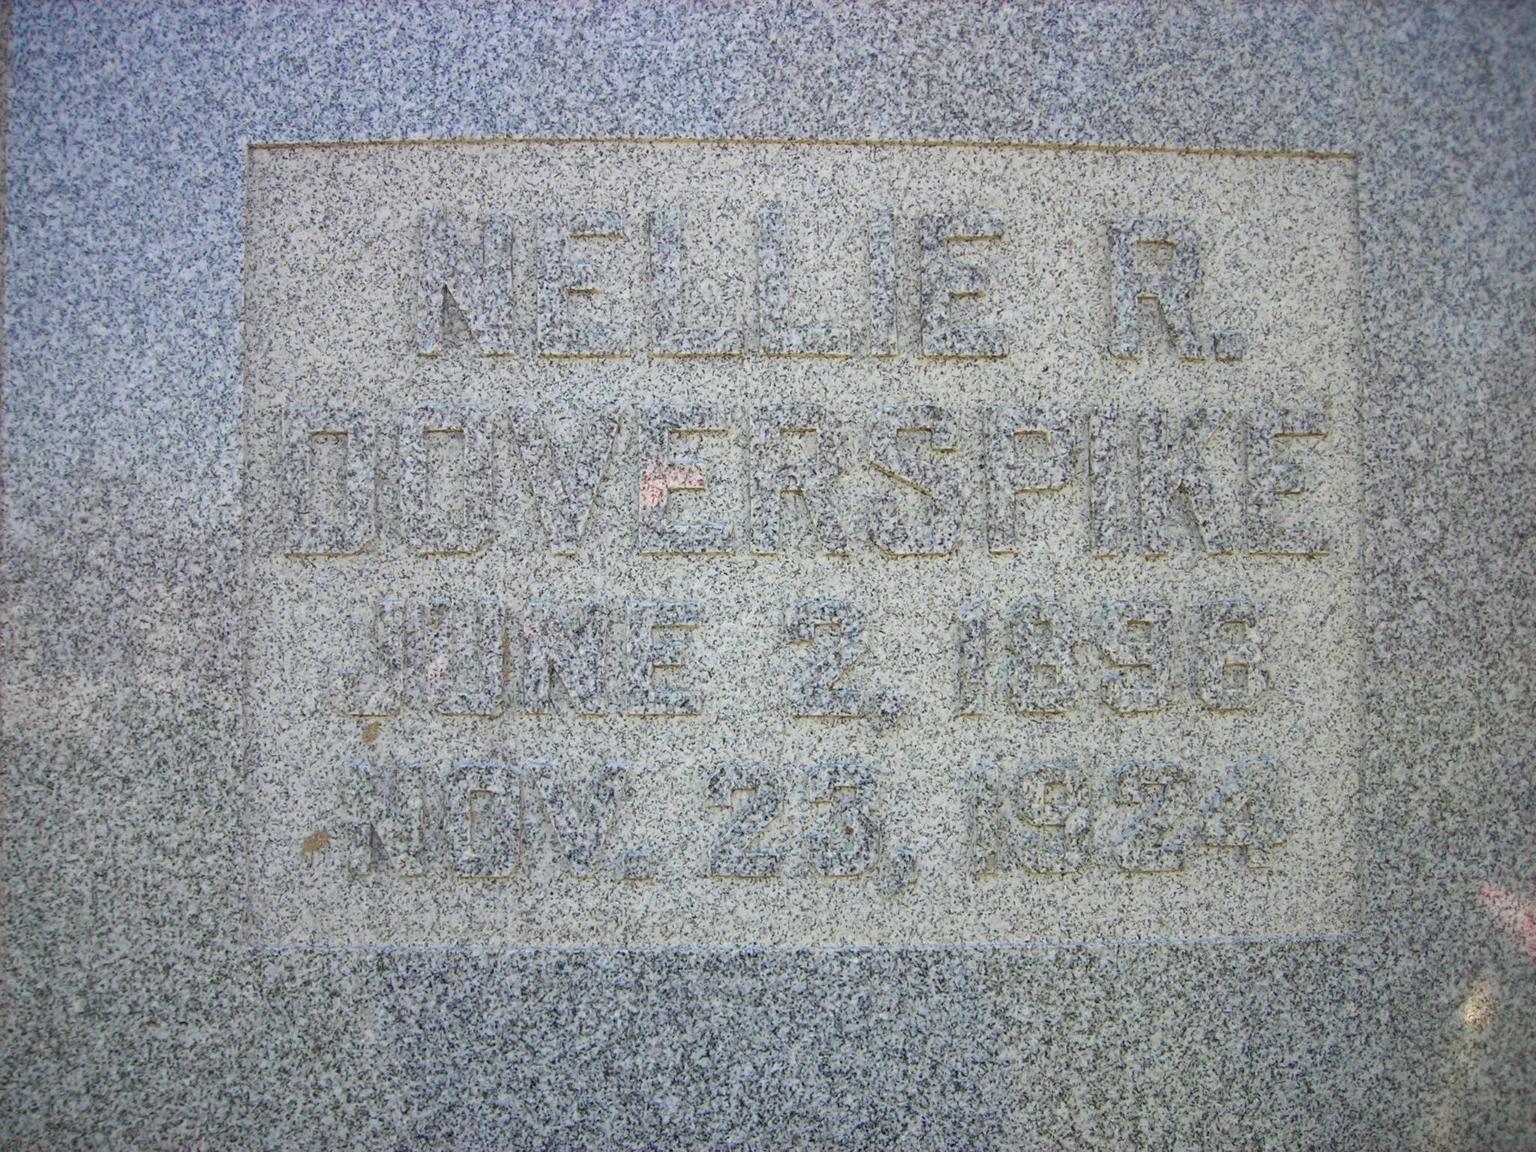 NELLIE R.
DOVERSPIKE
JUNE 2, 1898
NOV. 23, 1924